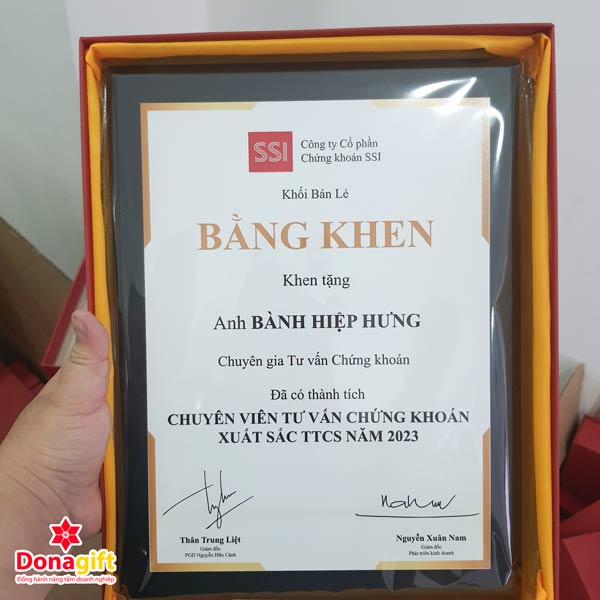 SSI
Công ty Cổ phần
Chứng khoán SSI
Khối Bán Lẻ
BẰNG KHEN
Khen tặng
Anh BÀNH HIỆP HƯNG
Chuyên gia Tư vấn Chứng khoán
Đã có thành tích
CHUYÊN VIÊN TƯ VẤN CHỨNG KHOÁN
XUẤT SẮC TTCS NĂM 2023
Thân Trung Liệt
Giám đốc
PGD Nguyễn Hữu Cảnh
Nguyễn Xuân Nam
Giám đốc
Phát triển kinh doanh
Donagift
Đồng hành nâng tầm doanh nghiệp